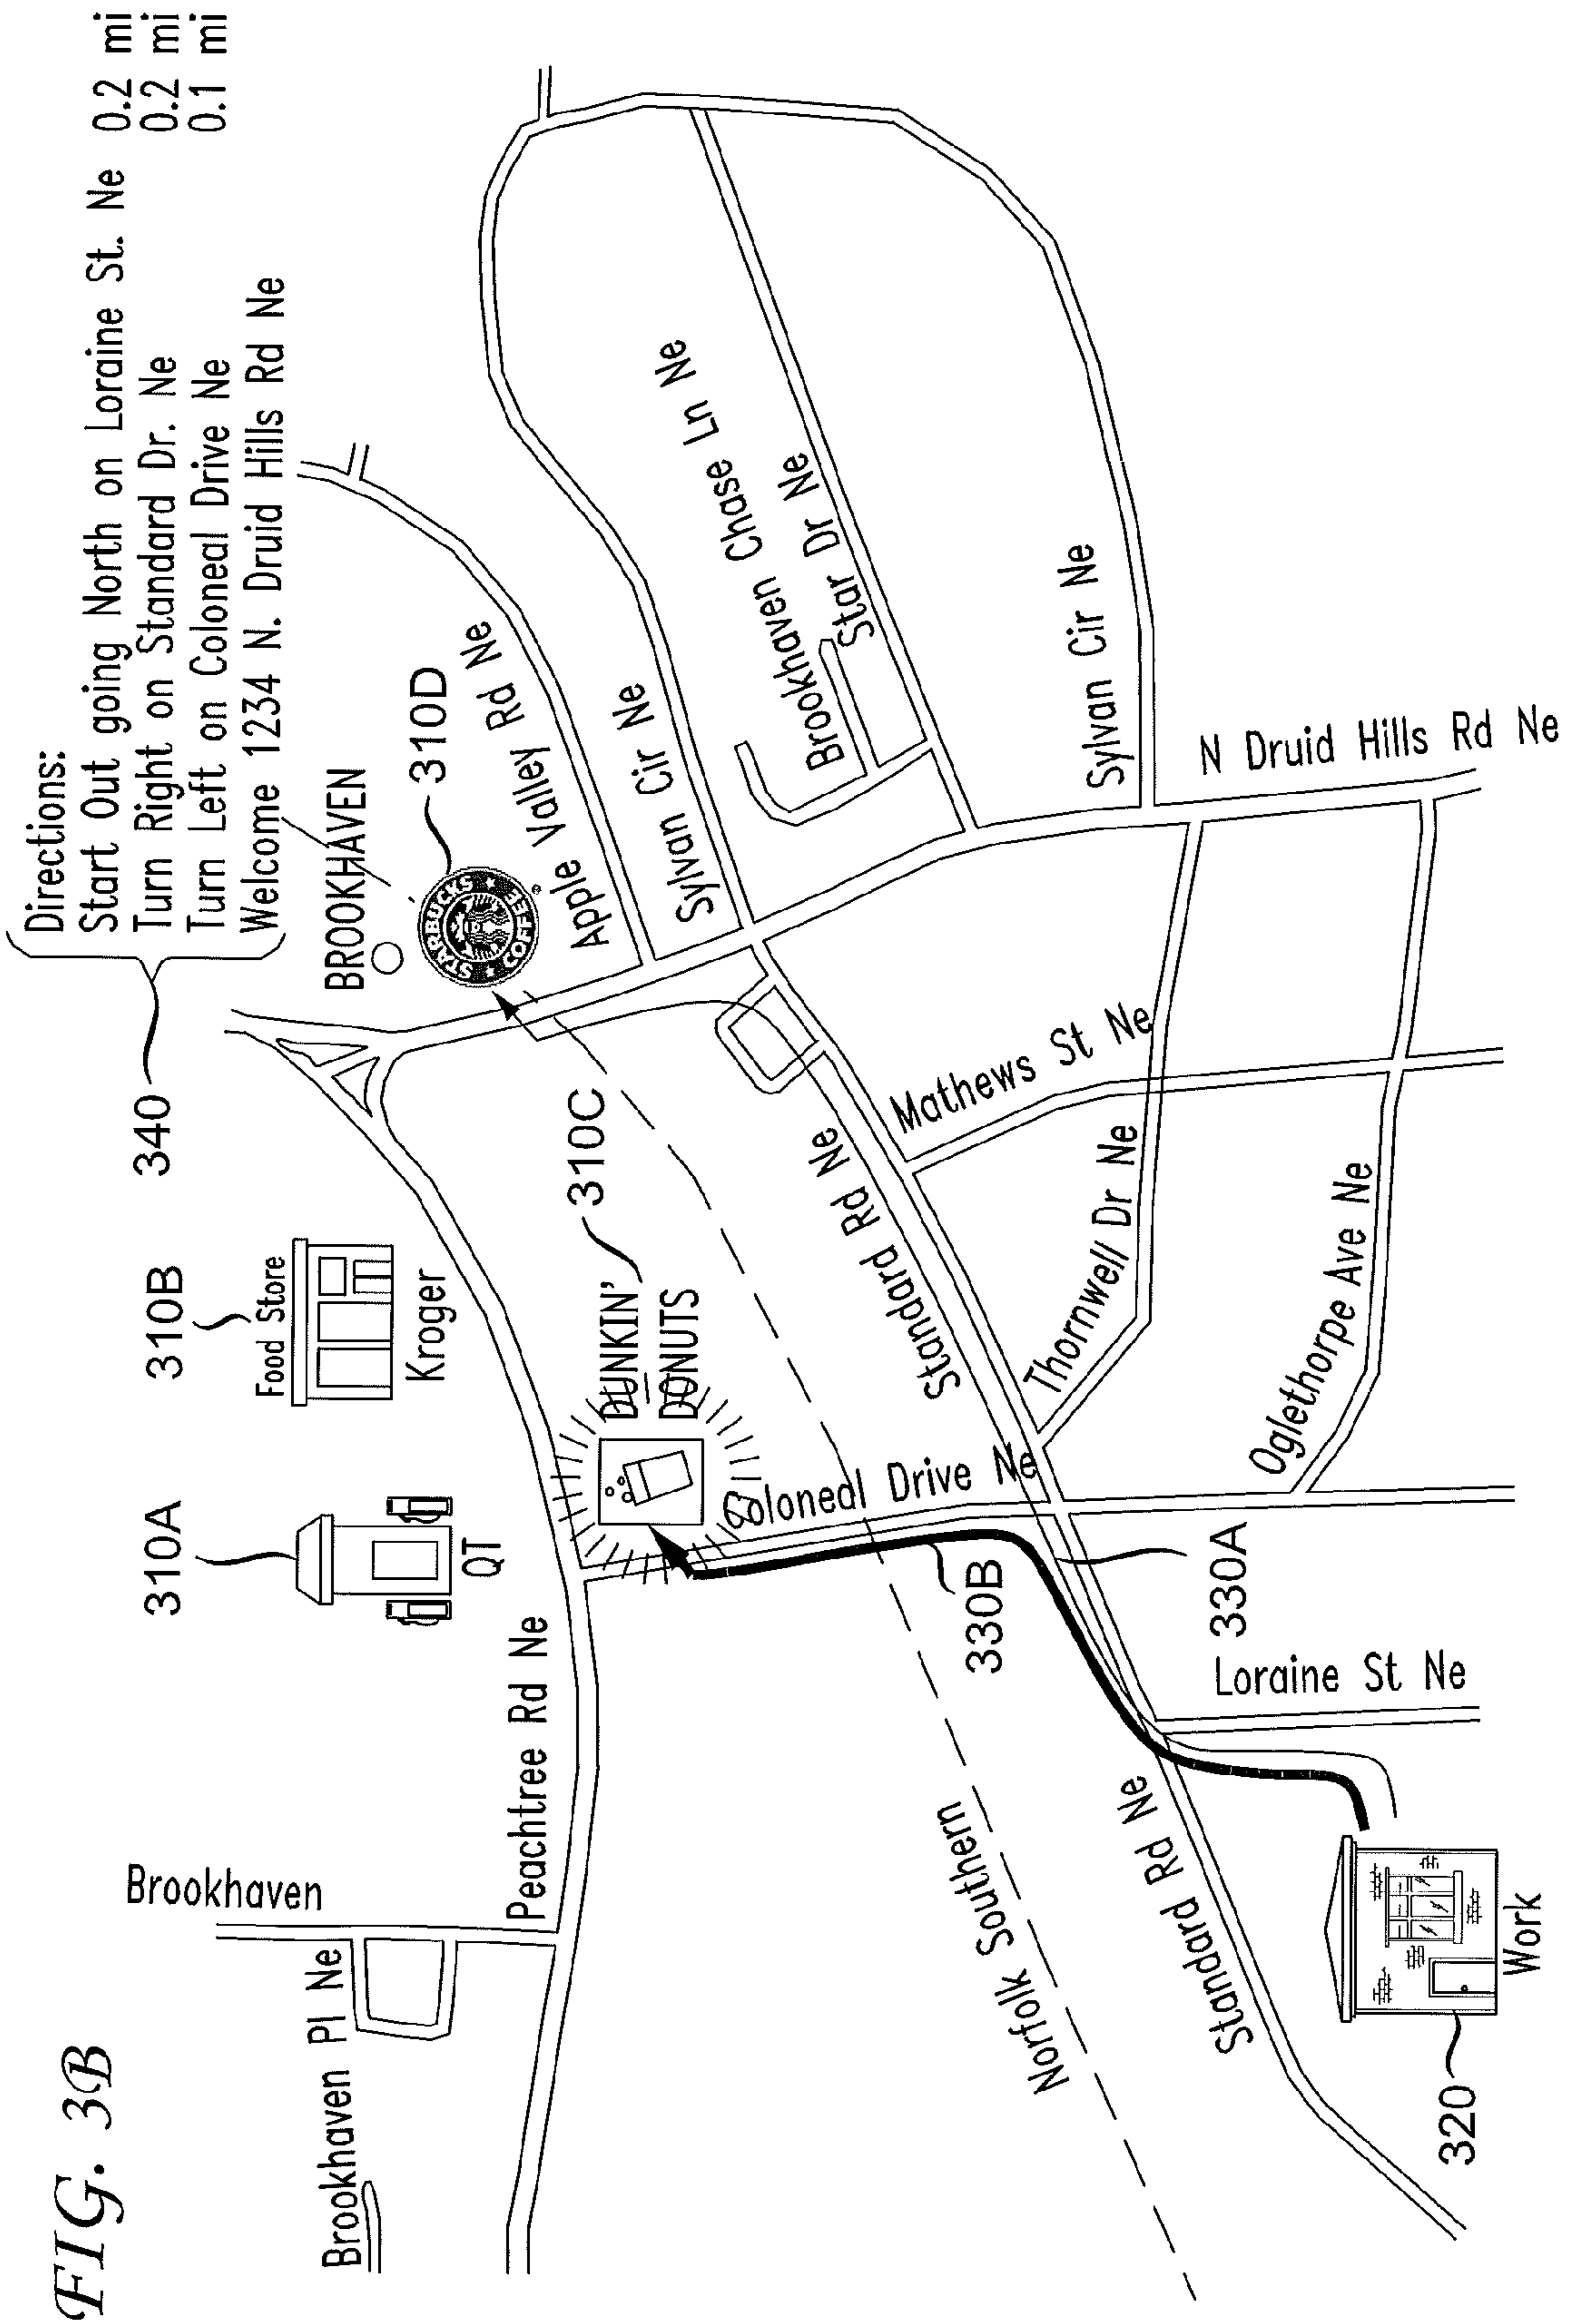 FIG. 3B
Directions:
Start Out going North on Loraine St. Ne 0.2 mi
Turn Right on Standard Dr. Ne 0.2 mi
Turn Left on Coloneal Drive Ne 0.1 mi
Welcome 1234 N. Druid Hills Rd Ne
340
Brookhaven
310A
310B
Food Store
Kroger
QT
BROOKHAVEN
310D
STARBUCKS
COFFEE
®
Brookhaven Pl Ne
Peachtree Rd Ne
310C
DUNKIN'
DONUTS
Apple Valley Rd Ne
Sylvan Cir Ne
Brookhaven Chase Ln Ne
Star Dr Ne
Coloneal Drive Ne
Norfolk Southern
330B
Standard Rd Ne
Mathews St Ne
Sylvan Cir Ne
Thornwell Dr Ne
N Druid Hills Rd Ne
Standard Rd Ne
330A
Loraine St Ne
Oglethorpe Ave Ne
320
Work